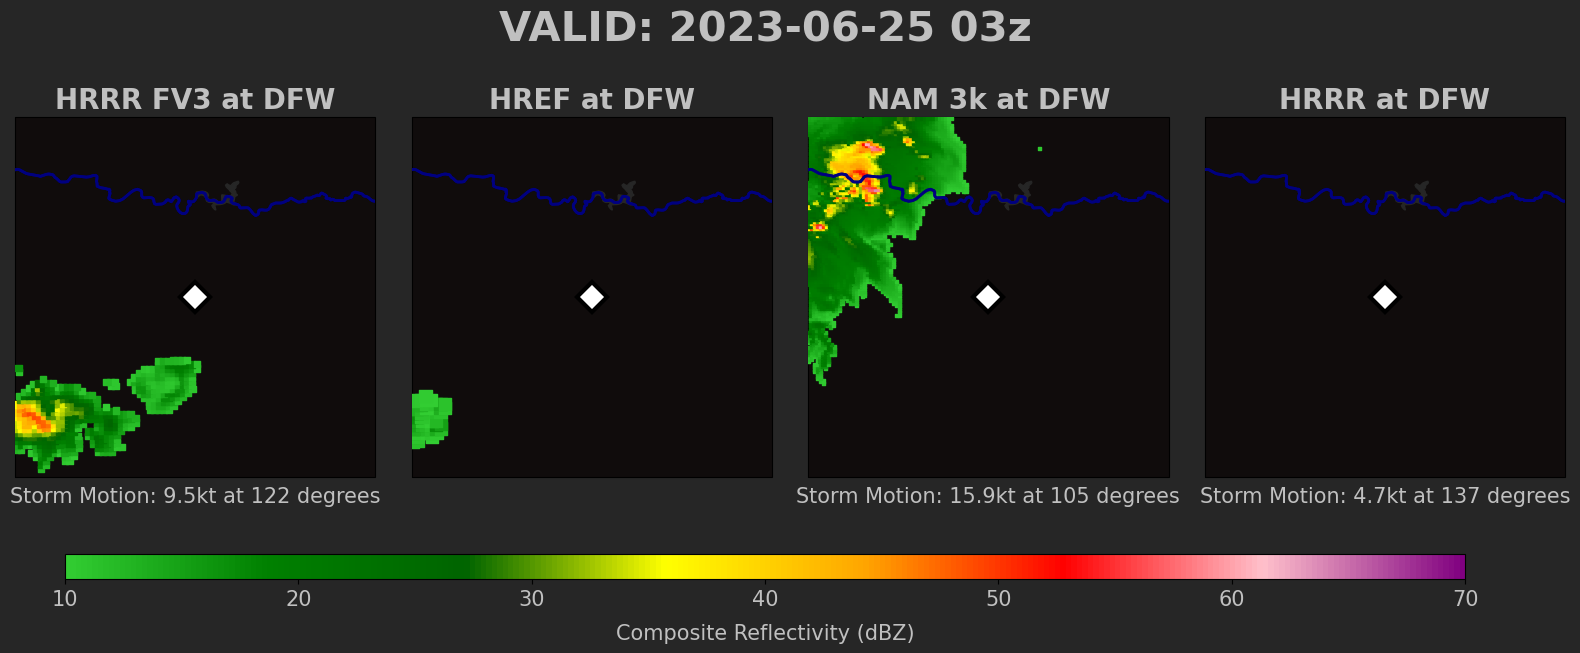 VALID: 2023-06-25 03z
HRRR FV3 at DFW
HREF at DFW
NAM 3k at DFW
HRRR at DFW
Storm Motion: 9.5kt at 122 degrees
Storm Motion: 15.9kt at 105 degrees
Storm Motion: 4.7kt at 137 degrees
10 20 30 40 50 60 70
Composite Reflectivity (dBZ)